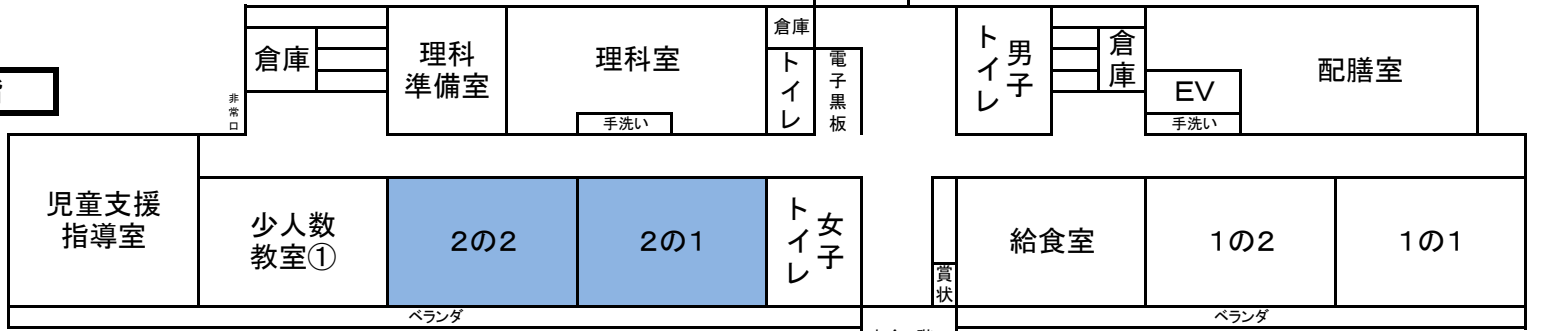 倉庫
理科
準備室
理科室
倉庫
トイレ
電子黒板
男子
トイレ
倉庫
EV
手洗い
配膳室
非常口
手洗い
児童支援
指導室
少人数
教室①
2の2
2の1
女子
トイレ
賞状
給食室
1の2
1の1
ベランダ
ベランダ